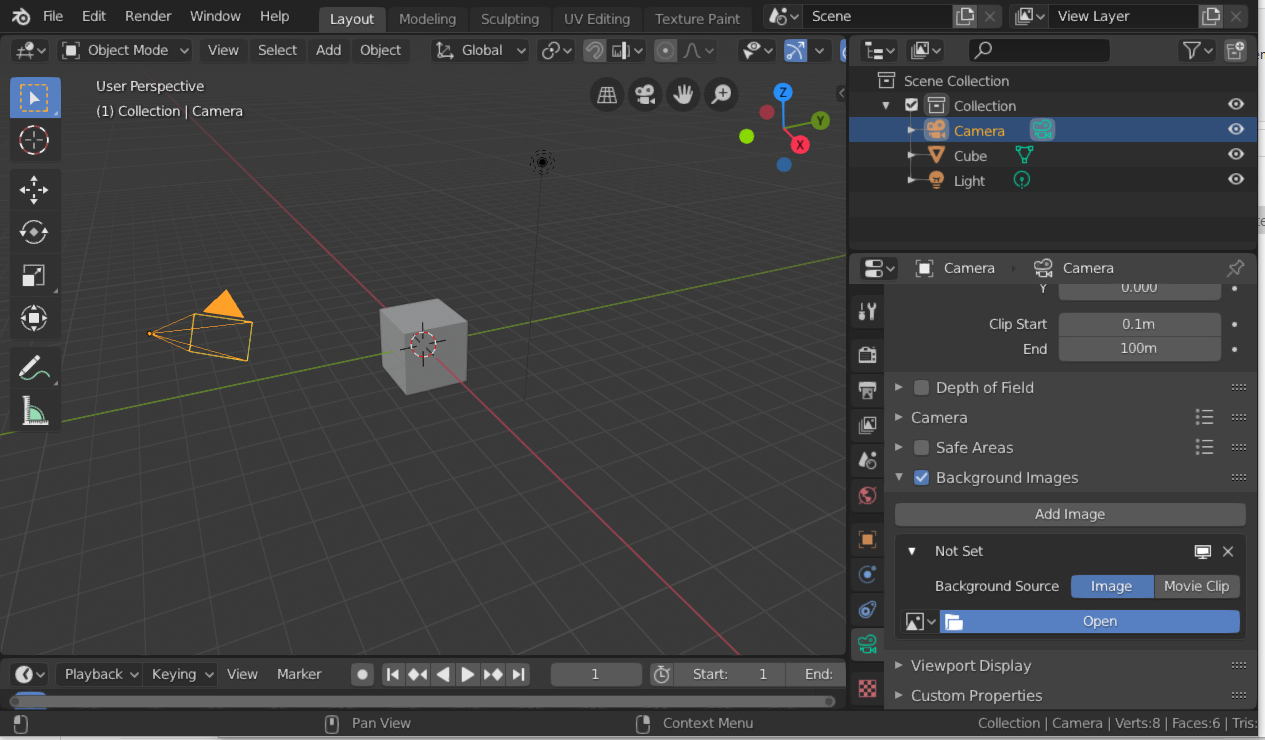 File Edit Render Window Help Layout Modeling Sculpting UV Editing Texture Paint Scene View Layer
Object Mode View Select Add Object Global
User Perspective
(1) Collection | Camera
Z
Y
X
Scene Collection
Collection
Camera
Cube
Light
Camera Camera
Y 0.000
Clip Start 0.1m
End 100m
Depth of Field
Camera
Safe Areas
Background Images
Add Image
Not Set
Background Source Image Movie Clip
Open
Viewport Display
Custom Properties
Playback Keying View Marker 1 Start: 1 End:
Pan View Context Menu Collection | Camera | Verts:8 | Faces:6 | Tris: